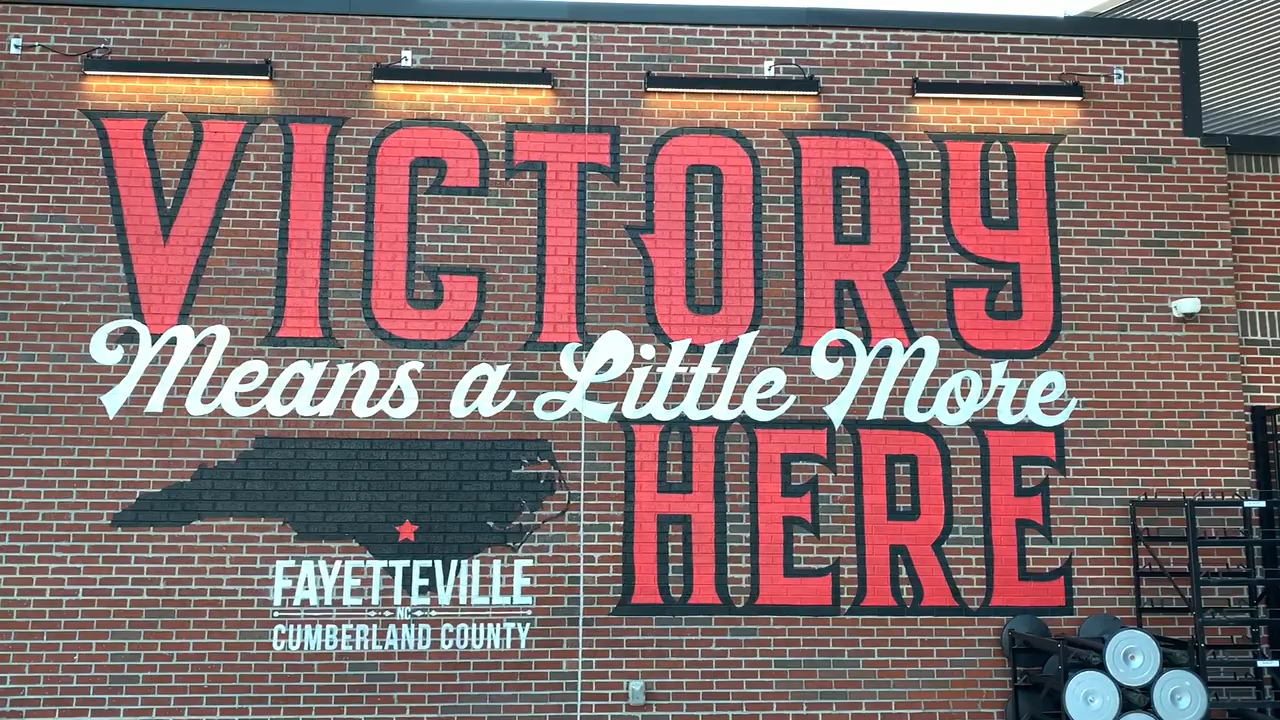 VICTORY
Means a Little More
HERE
FAYETTEVILLE
NC
CUMBERLAND COUNTY